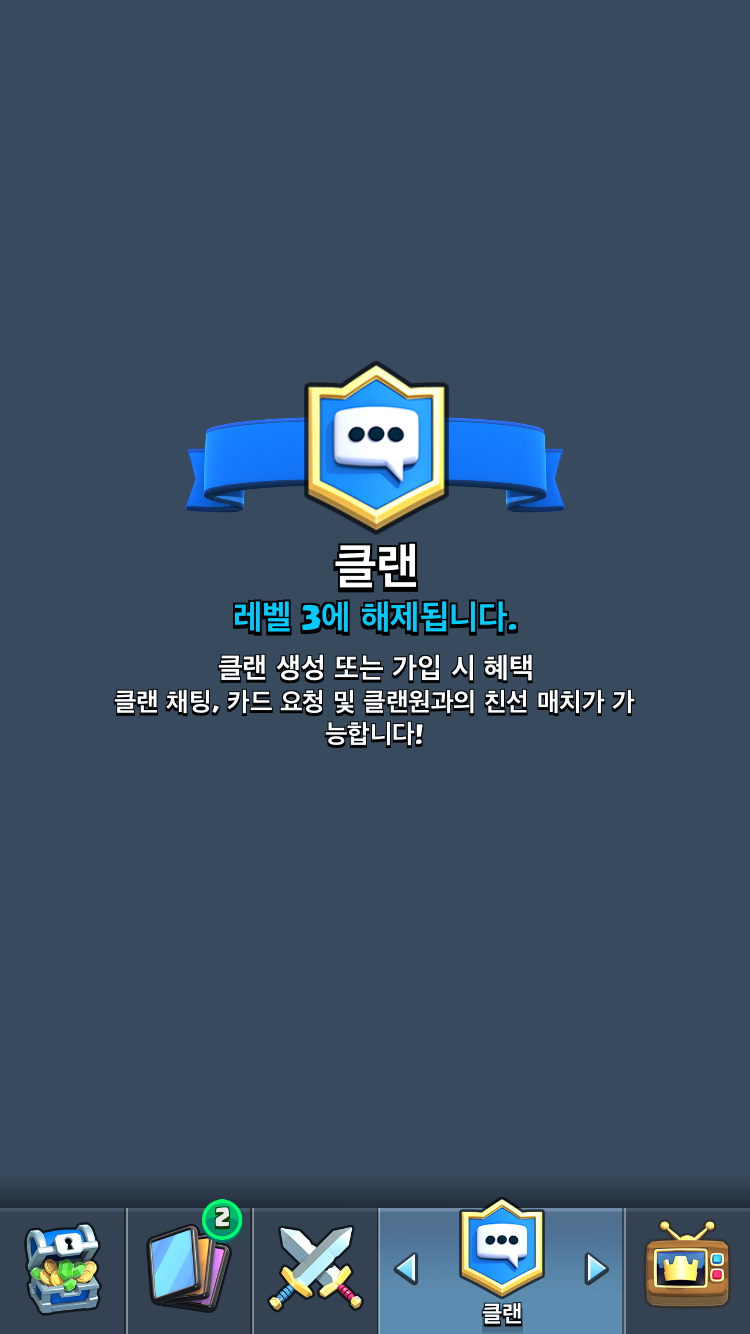 클랜
레벨 3에 해제됩니다.
클랜 생성 또는 가입 시 혜택
클랜 채팅, 카드 요청 및 클랜원과의 친선 매치가 가
능합니다!
2
클랜